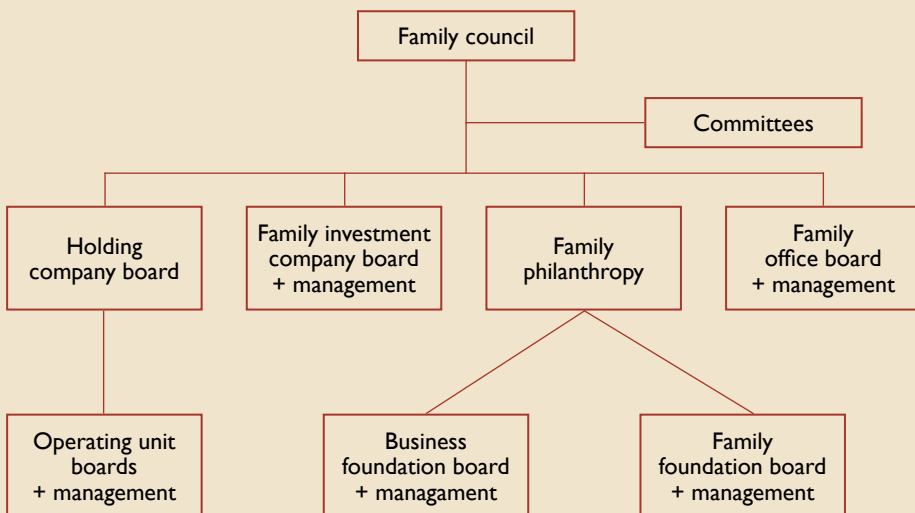 Family council
Committees
Holding
company board
Family investment
company board
+ management
Family
philanthropy
Family
office board
+ management
Operating unit
boards
+ management
Business
foundation board
+ managament
Family
foundation board
+ management